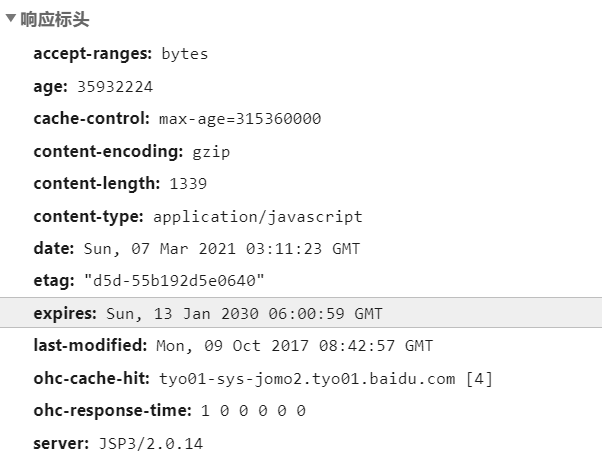 响应标头
accept-ranges: bytes
age: 35932224
cache-control: max-age=315360000
content-encoding: gzip
content-length: 1339
content-type: application/javascript
date: Sun, 07 Mar 2021 03:11:23 GMT
etag: "d5d-55b192d5e0640"
expires: Sun, 13 Jan 2030 06:00:59 GMT
last-modified: Mon, 09 Oct 2017 08:42:57 GMT
ohc-cache-hit: tyo01-sys-jomo2.tyo01.baidu.com [4]
ohc-response-time: 1 0 0 0 0 0
server: JSP3/2.0.14